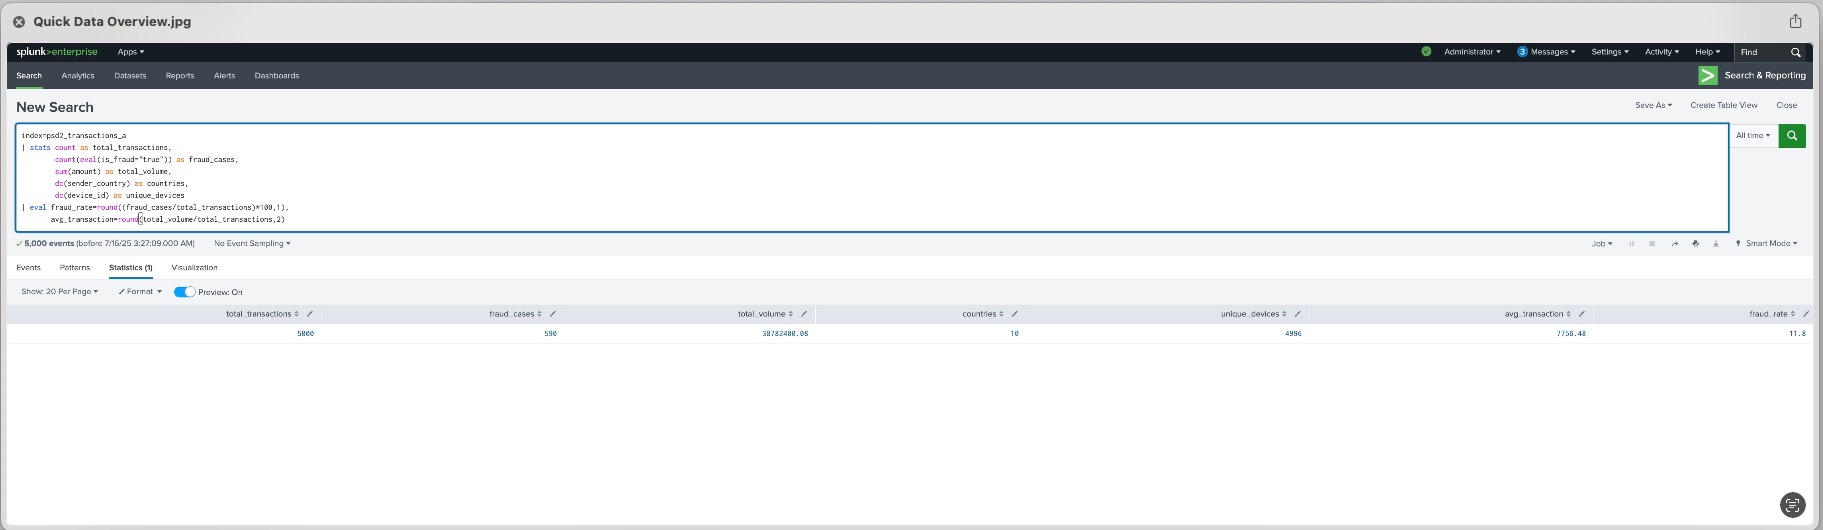 Quick Data Overview.jpg
splunk>enterprise Apps Administrator 3 Messages Settings Activity Help Find
Search Analytics Datasets Reports Alerts Dashboards Search & Reporting
New Search Save As Create Table View Close
index=psd2_transactions_a
| stats count as total_transactions,
count(eval(is_fraud="true")) as fraud_cases,
sum(amount) as total_volume,
dc(sender_country) as countries,
dc(device_id) as unique_devices
| eval fraud_rate=round((fraud_cases/total_transactions)*100,1),
avg_transaction=round(total_volume/total_transactions,2)
All time
5,000 events (before 7/16/25 3:27:09.000 AM) No Event Sampling Job Smart Mode
Events Patterns Statistics (1) Visualization
Show: 20 Per Page Format Preview: On
total_transactions fraud_cases total_volume countries unique_devices avg_transaction fraud_rate
5000 590 38782400.08 10 4996 7756.48 11.8